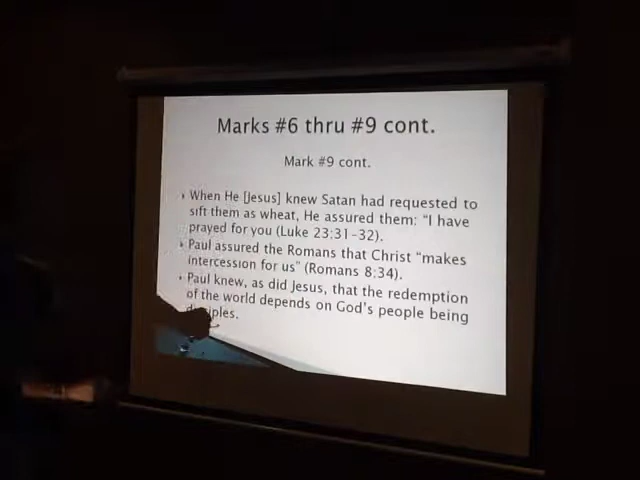 Marks #6 thru #9 cont.
Mark #9 cont.
When He [Jesus] knew Satan had requested to
sift them as wheat, He assured them: “I have
prayed for you (Luke 23:31-32).
Paul assured the Romans that Christ “makes
intercession for us” (Romans 8:34).
Paul knew, as did Jesus, that the redemption
of the world depends on God’s people being
disciples.